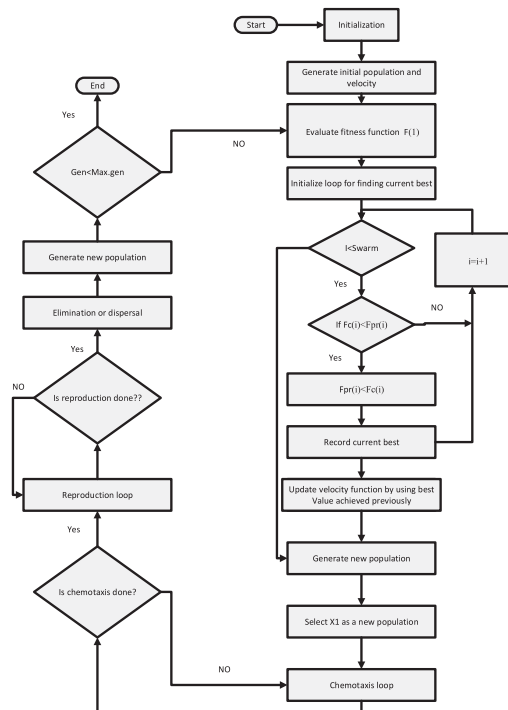 Start
Initialization
Generate initial population and
velocity
Evaluate fitness function F(1)
Initialize loop for finding current best
I<Swarm
i=i+1
Yes
If Fc(i)<Fpr(i)
NO
Yes
Fpr(i)<Fc(i)
Record current best
Update velocity function by using best
Value achieved previously
Generate new population
Select X1 as a new population
Chemotaxis loop
NO
Is chemotaxis done?
Yes
Reproduction loop
NO
Is reproduction done??
Yes
Elimination or dispersal
Generate new population
Gen<Max.gen
NO
Yes
End